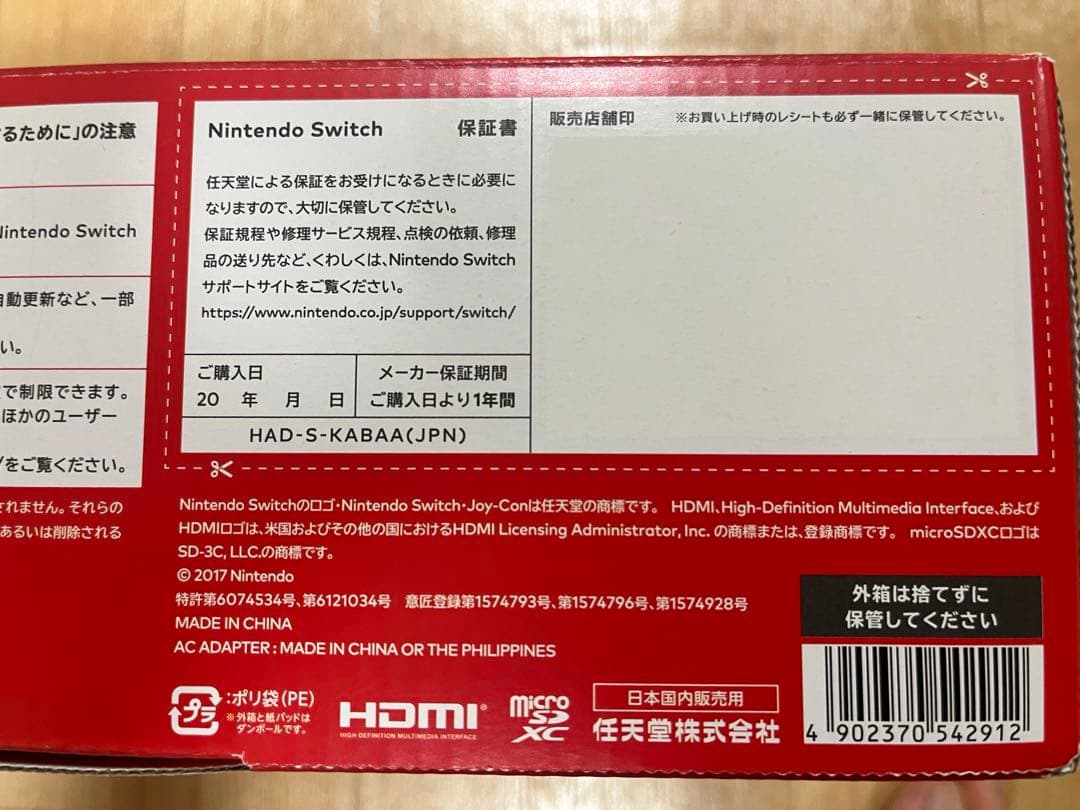 るために」の注意
Nintendo Switch
自動更新など、一部
い。
で制限できます。
ほかのユーザー
をご覧ください。
されません。それらの
あるいは削除される
Nintendo Switch 保証書
任天堂による保証をお受けになるときに必要に
なりますので、大切に保管してください。
保証規程や修理サービス規程、点検の依頼、修理
品の送り先など、くわしくは、Nintendo Switch
サポートサイトをご覧ください。
https://www.nintendo.co.jp/support/switch/
ご購入日
20 年 月 日
メーカー保証期間
ご購入日より1年間
HAD-S-KABAA(JPN)
販売店舗印 ※お買い上げ時のレシートも必ず一緒に保管してください。
Nintendo Switchのロゴ・Nintendo Switch・Joy-Conは任天堂の商標です。 HDMI、High-Definition Multimedia Interface、および
HDMIロゴは、米国およびその他の国におけるHDMI Licensing Administrator, Inc. の商標または、登録商標です。 microSDXCロゴは
SD-3C, LLC.の商標です。
© 2017 Nintendo
特許第6074534号、第6121034号 意匠登録第1574793号、第1574796号、第1574928号
MADE IN CHINA
AC ADAPTER : MADE IN CHINA OR THE PHILIPPINES
プラ
:ポリ袋(PE)
※外箱と紙パッドは
ダンボールです。
HDMI®
HIGH-DEFINITION MULTIMEDIA INTERFACE
micro
SD
XC
日本国内販売用
任天堂株式会社
外箱は捨てずに
保管してください
4 902370 542912